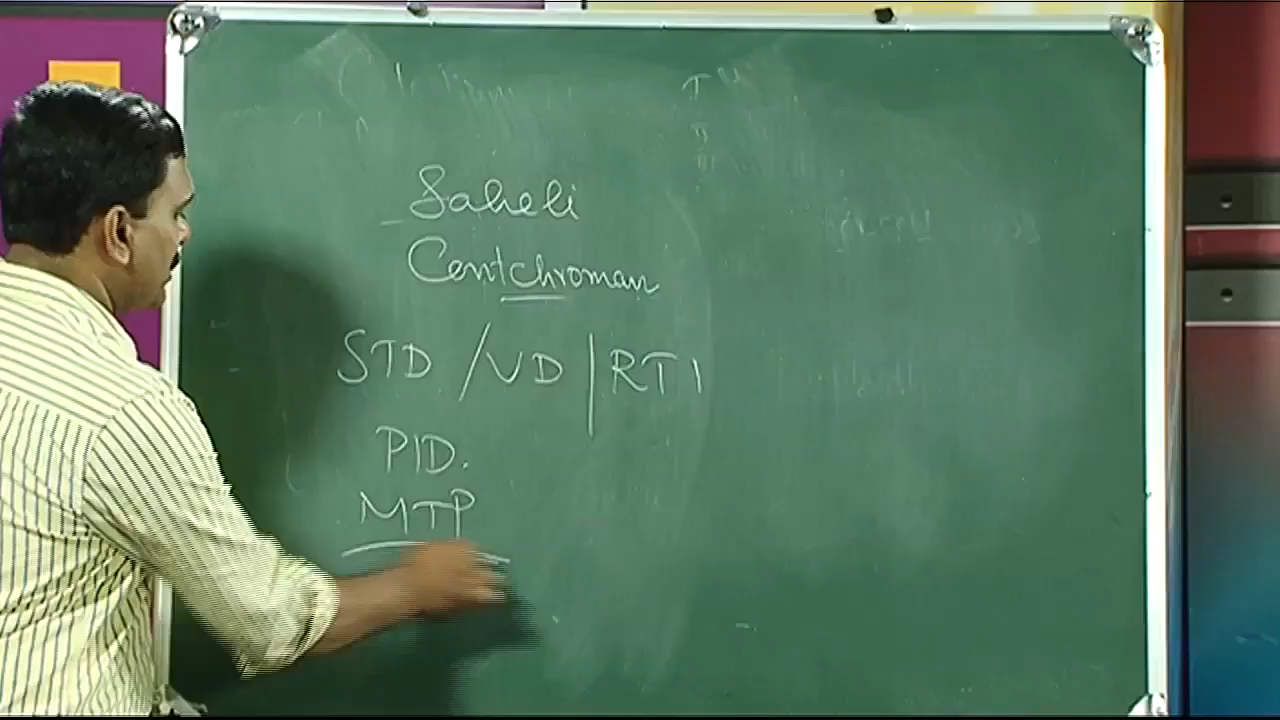 Saheli
Centchroman
STD / VD | RTI
PID.
MTP